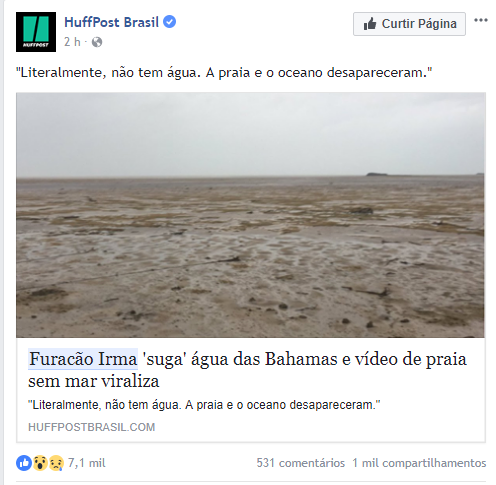 HuffPost Brasil
Curtir Página
HUFFPOST
2 h ·
"Literalmente, não tem água. A praia e o oceano desapareceram."
Furacão Irma 'suga' água das Bahamas e vídeo de praia
sem mar viraliza
"Literalmente, não tem água. A praia e o oceano desapareceram."
HUFFPOSTBRASIL.COM
7,1 mil 531 comentários 1 mil compartilhamentos